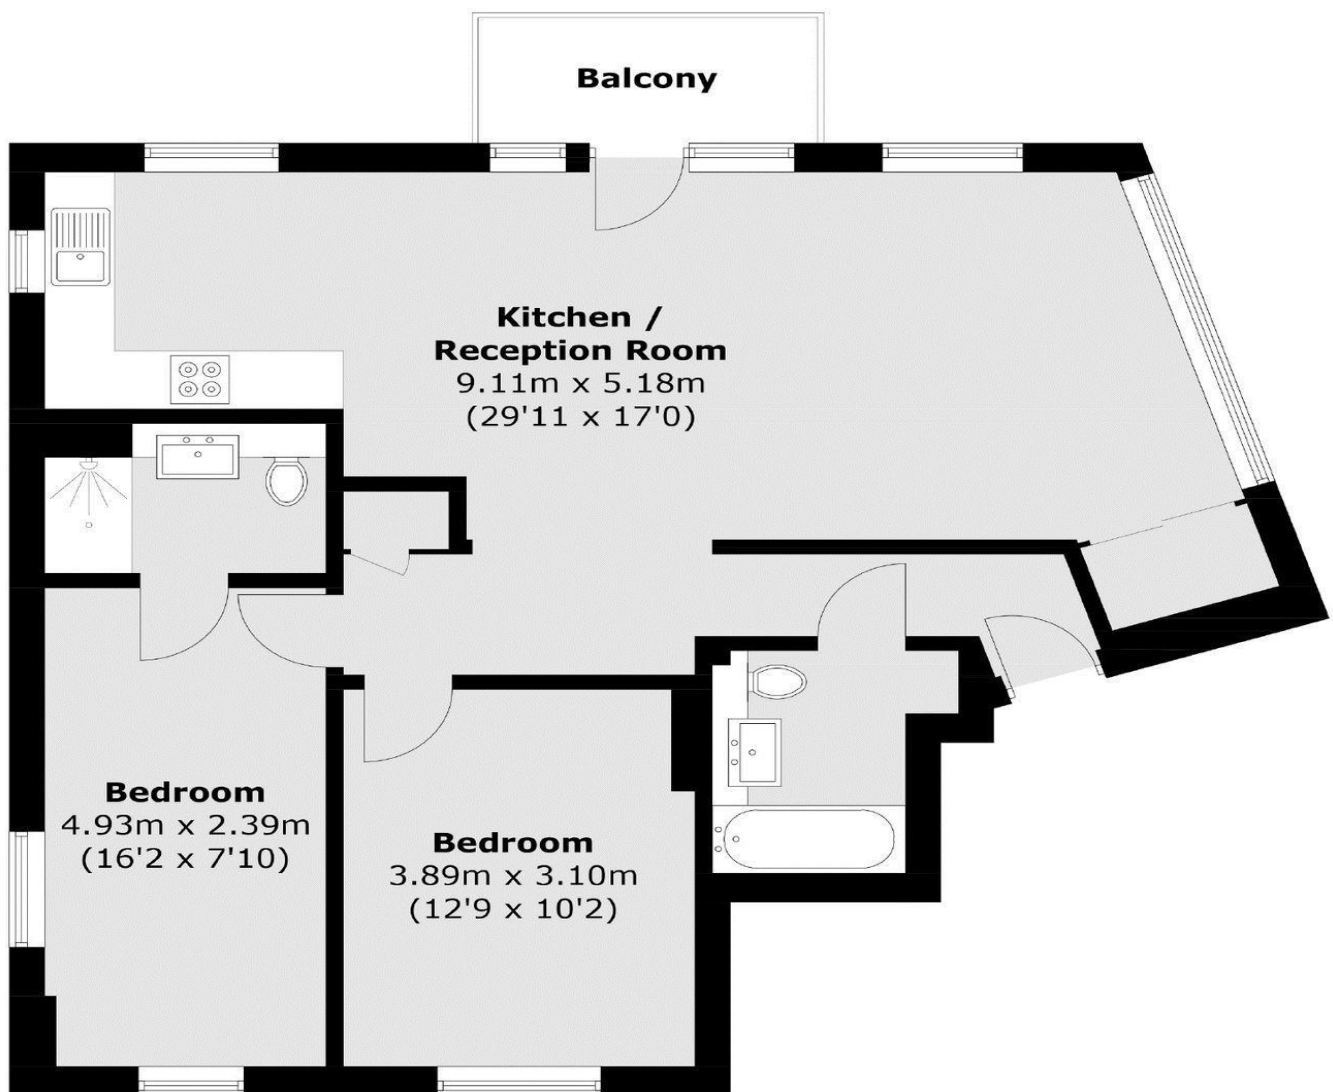 Balcony
Kitchen /
Reception Room
9.11m x 5.18m
(29'11 x 17'0)
Bedroom
4.93m x 2.39m
(16'2 x 7'10)
Bedroom
3.89m x 3.10m
(12'9 x 10'2)